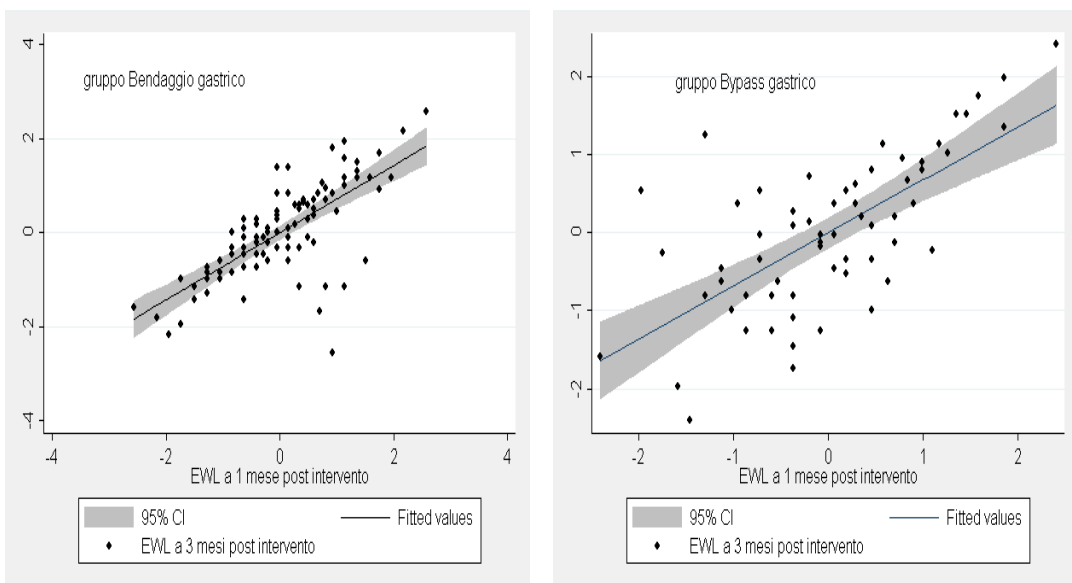 gruppo Bendaggio gastrico
4
2
0
-2
-4
-4
-2
0
2
4
EWL a 1 mese post intervento
95% CI
Fitted values
EWL a 3 mesi post intervento
gruppo Bypass gastrico
2
1
0
-1
-2
-2
-1
0
1
2
EWL a 1 mese post intervento
95% CI
Fitted values
EWL a 3 mesi post intervento